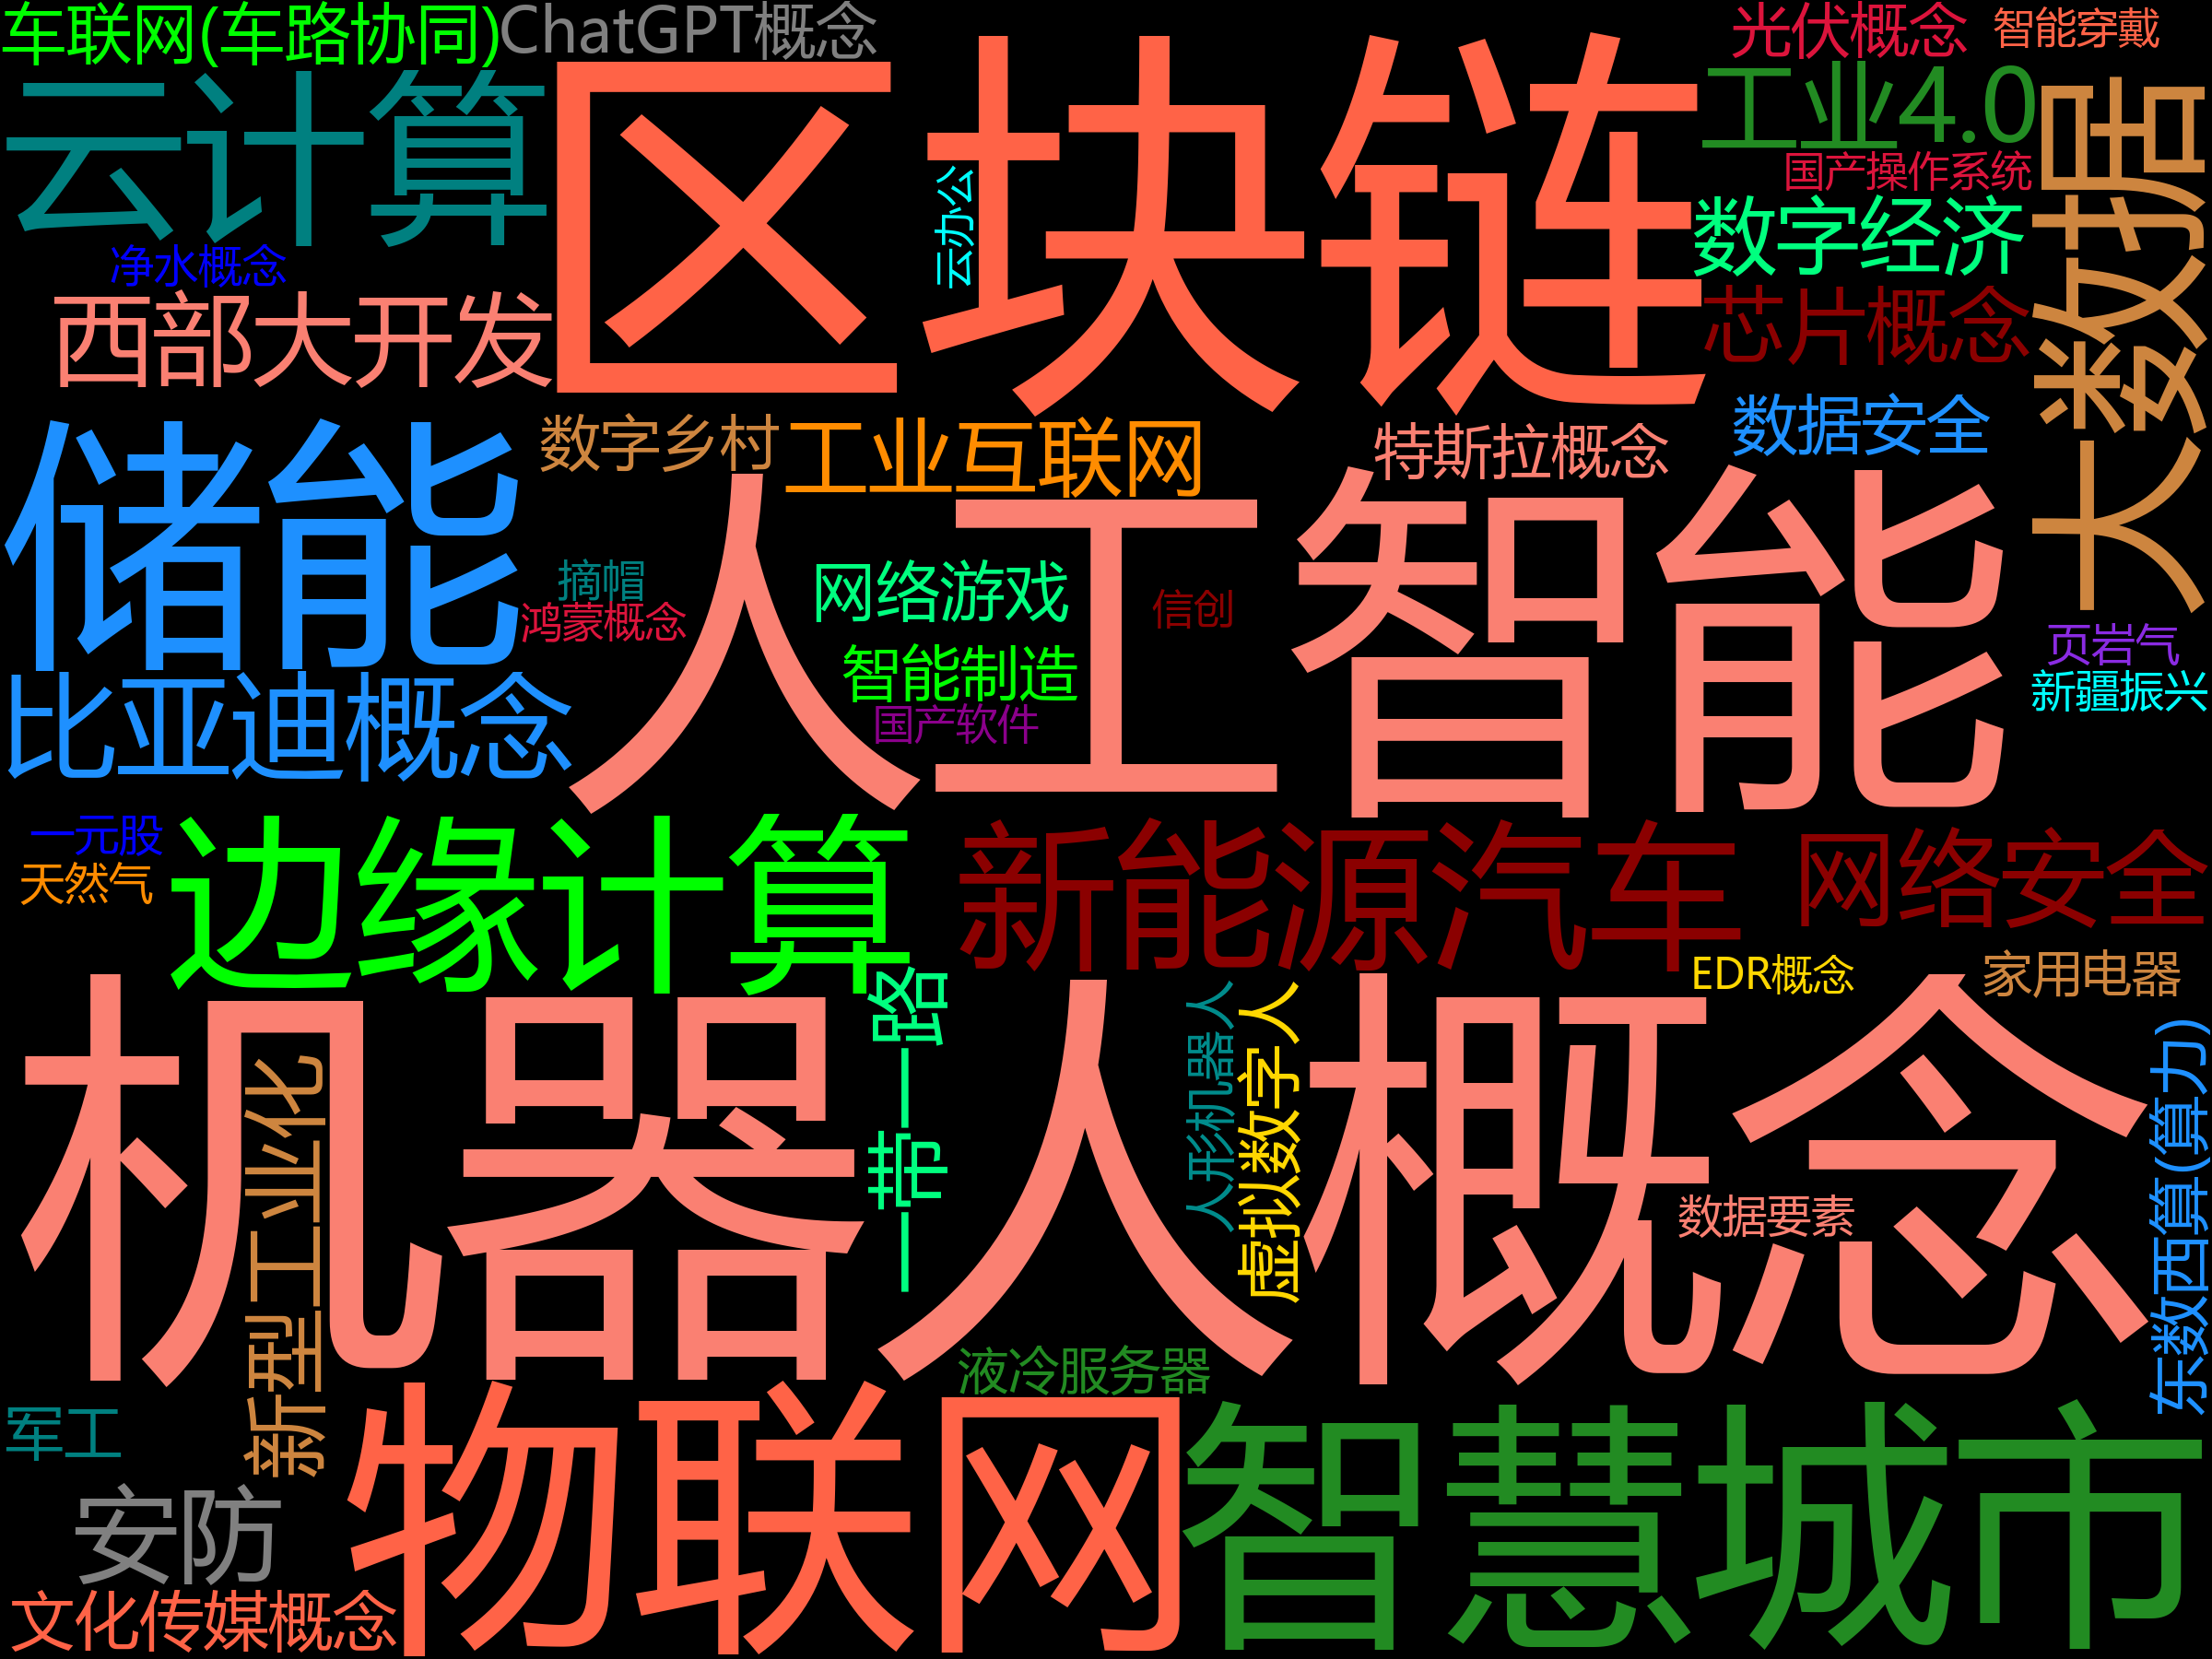 车联网(车路协同)
ChatGPT概念
光伏概念
智能穿戴
云计算
区块链
工业4.0
大数据
国产操作系统
云办公
数字经济
净水概念
西部大开发
芯片概念
数据安全
储能
数字乡村
工业互联网
特斯拉概念
人工智能
摘帽
网络游戏
信创
鸿蒙概念
页岩气
智能制造
新疆振兴
比亚迪概念
国产软件
一元股
天然气
边缘计算
新能源汽车
网络安全
EDR概念
家用电器
机器人概念
一带一路
人形机器人
虚拟数字人
东数西算(算力)
新型工业化
数据要素
液冷服务器
军工
物联网
智慧城市
安防
文化传媒概念